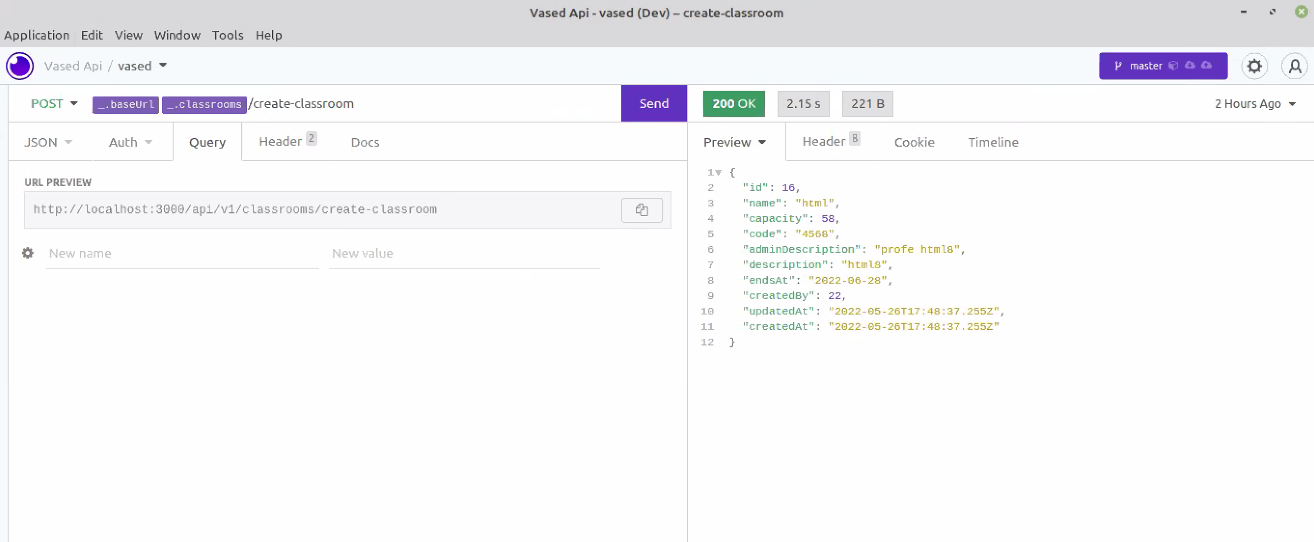 Vased Api - vased (Dev) – create-classroom
Application Edit View Window Tools Help
Vased Api / vased
master
POST _.baseUrl _.classrooms /create-classroom
Send
200 OK 2.15 s 221 B
2 Hours Ago
JSON Auth Query Header 2 Docs
Preview Header 8 Cookie Timeline
URL PREVIEW
http://localhost:3000/api/v1/classrooms/create-classroom
New name New value
1 {
2 "id": 16,
3 "name": "html",
4 "capacity": 58,
5 "code": "4568",
6 "adminDescription": "profe html8",
7 "description": "html8",
8 "endsAt": "2022-06-28",
9 "createdBy": 22,
10 "updatedAt": "2022-05-26T17:48:37.255Z",
11 "createdAt": "2022-05-26T17:48:37.255Z"
12 }